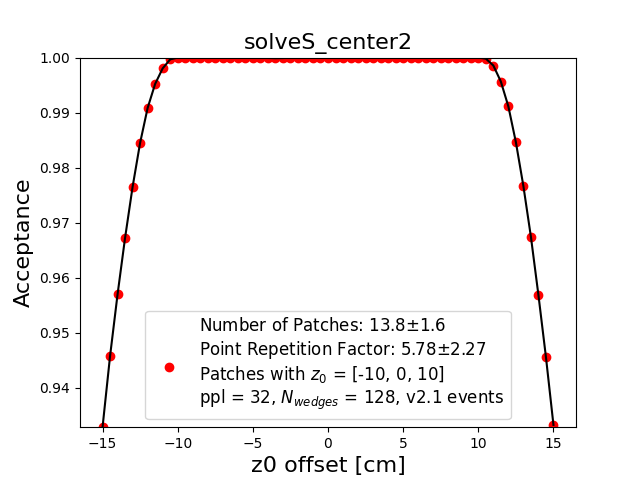 solveS_center2
Acceptance
1.00
0.99
0.98
0.97
0.96
0.95
0.94
Number of Patches: 13.8±1.6
Point Repetition Factor: 5.78±2.27
Patches with z₀ = [-10, 0, 10]
ppl = 32, N_wedges = 128, v2.1 events
−15 −10 −5 0 5 10 15
z0 offset [cm]